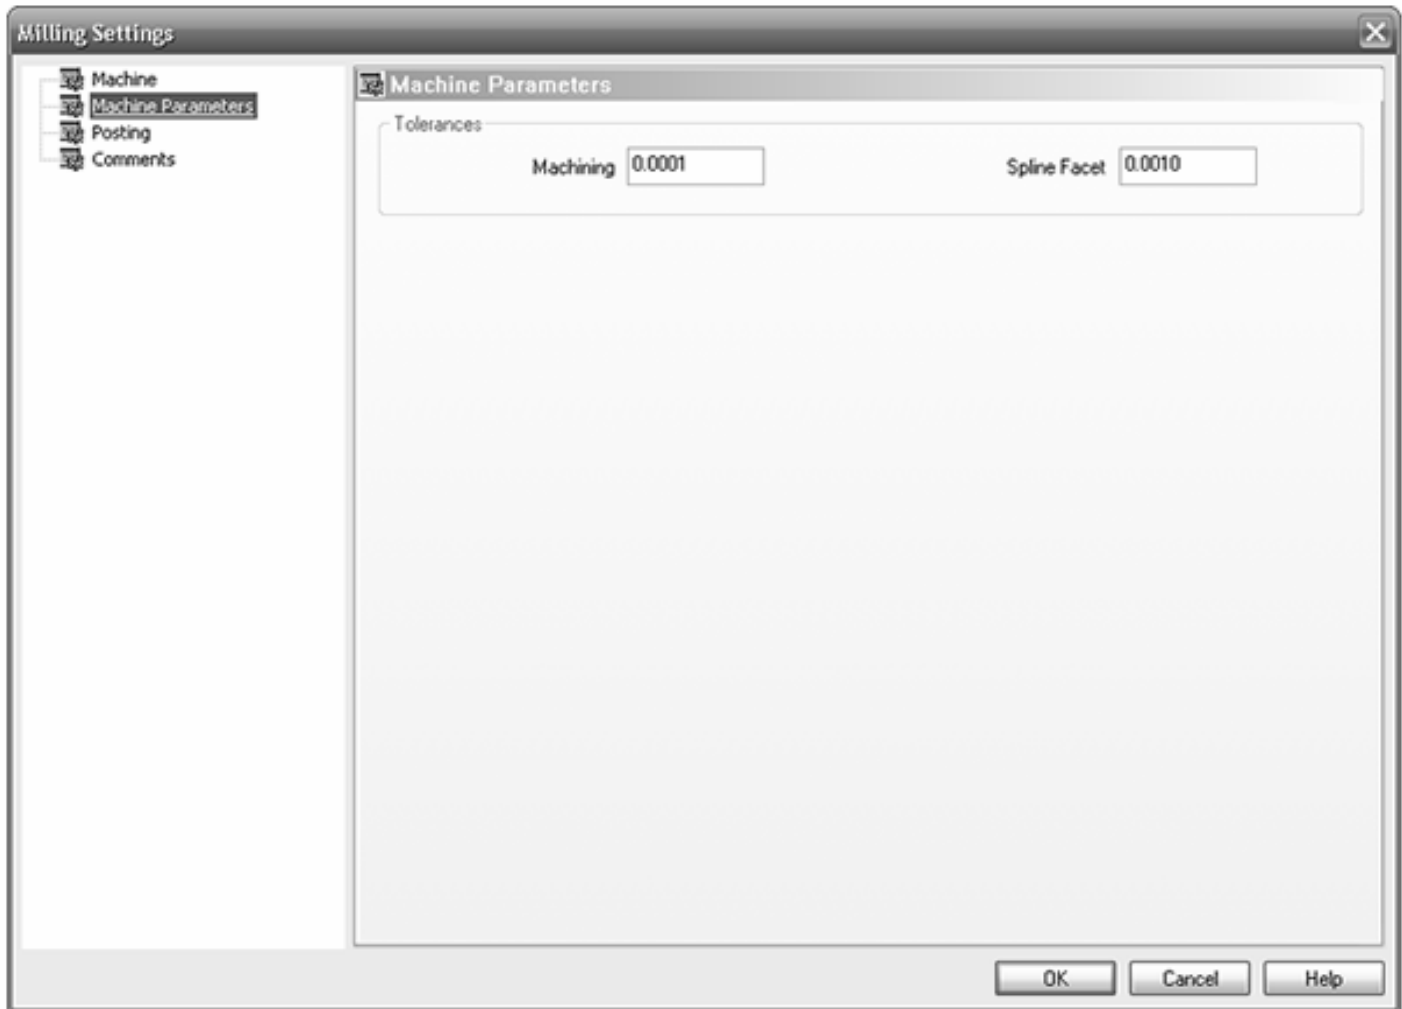 Milling Settings
Machine
Machine Parameters
Posting
Comments
Machine Parameters
Tolerances
Machining 0.0001 Spline Facet 0.0010
OK Cancel Help